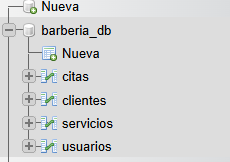 Nueva
barberia_db
Nueva
citas
clientes
servicios
usuarios